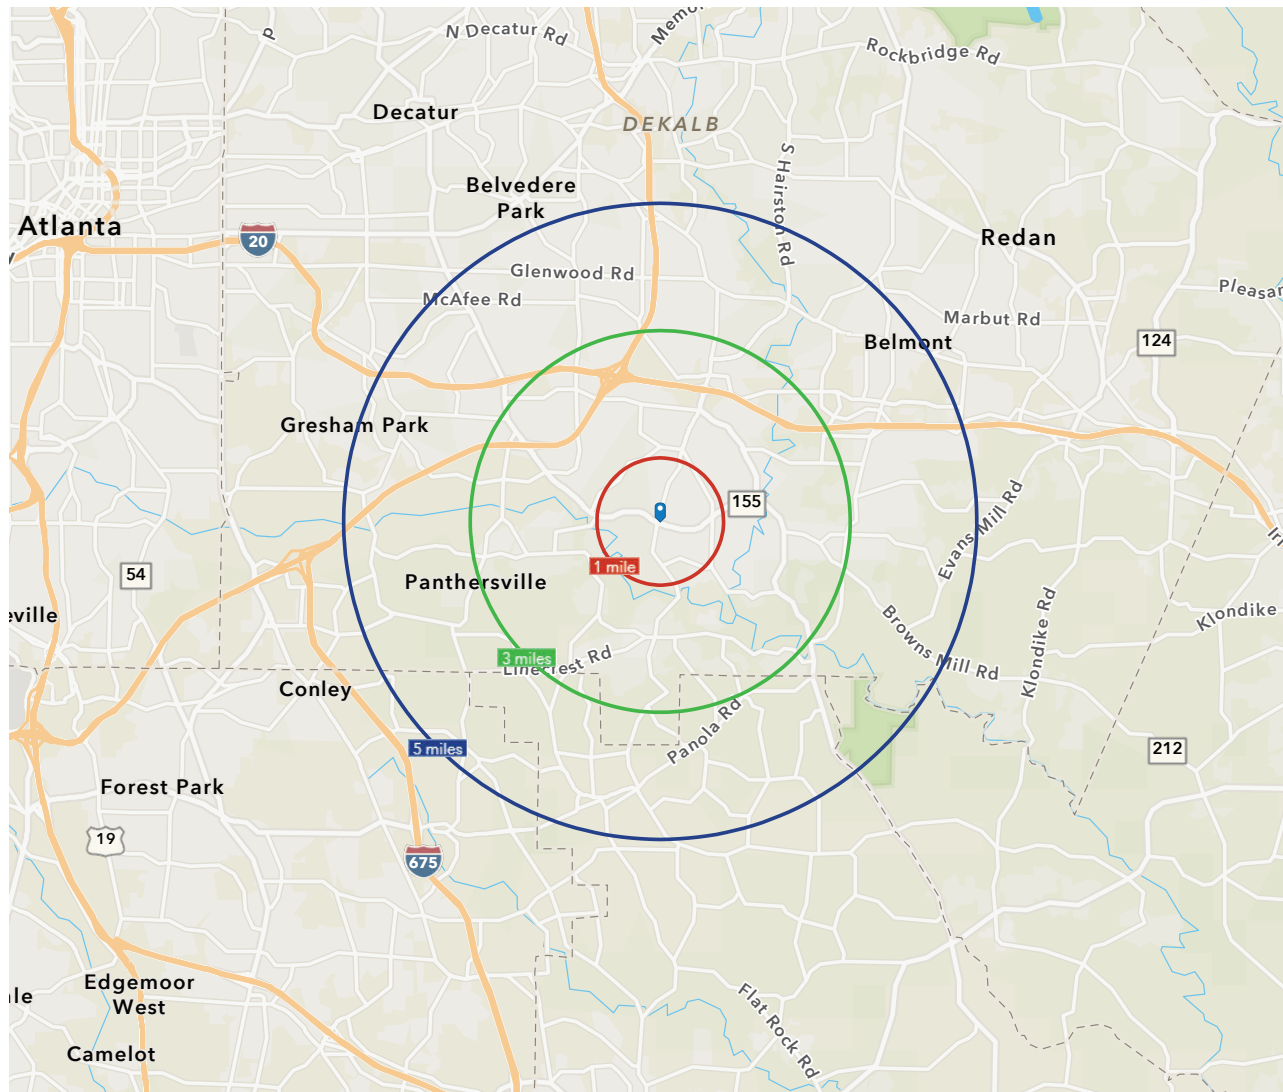 N Decatur Rd
Rockbridge Rd
Decatur
DEKALB
S Hairston Rd
Belvedere
Park
Atlanta
20
Redan
Glenwood Rd
McAfee Rd
Marbut Rd
Belmont
124
Gresham Park
155
Evans Mill Rd
1 mile
54
Panthersville
Klondike Rd
Klondike
Browns Mill Rd
3 miles
Linecrest Rd
Conley
Panola Rd
5 miles
212
Forest Park
19
675
Edgemoor
West
Flat Rock Rd
Camelot